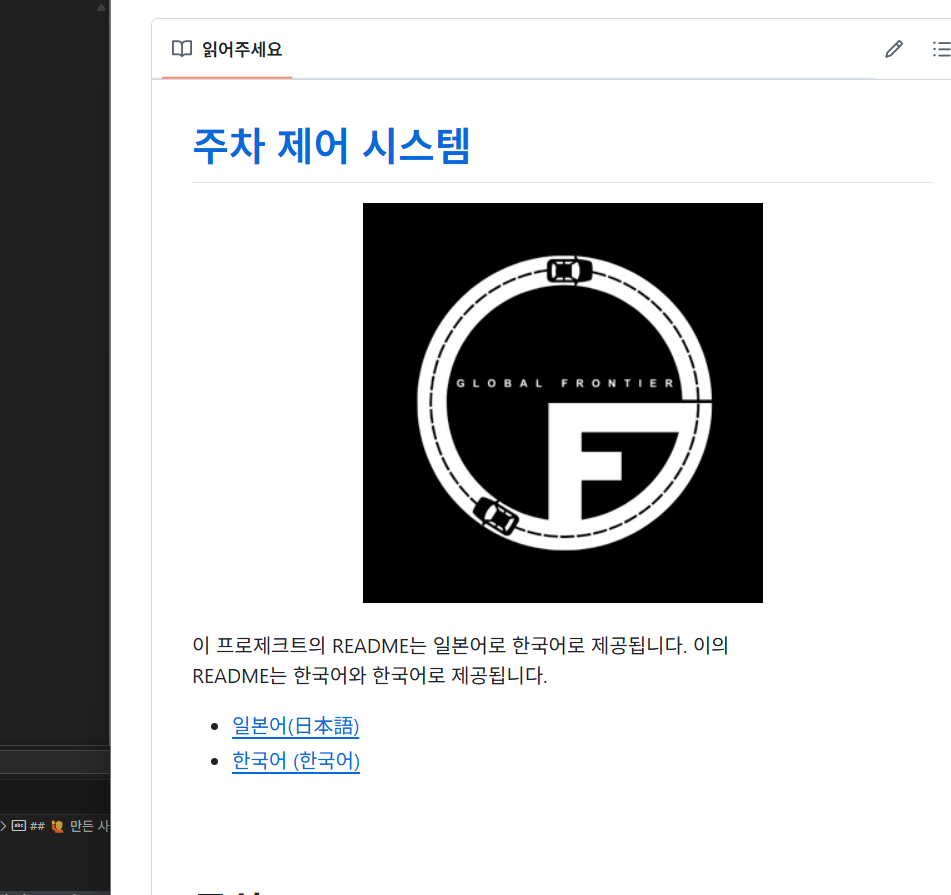 읽어주세요
주차 제어 시스템
GLOBAL FRONTIER
F
이 프로제크트의 README는 일본어로 한국어로 제공됩니다. 이의
README는 한국어와 한국어로 제공됩니다.
일본어(日本語)
한국어 (한국어)
abc ## 만든 사